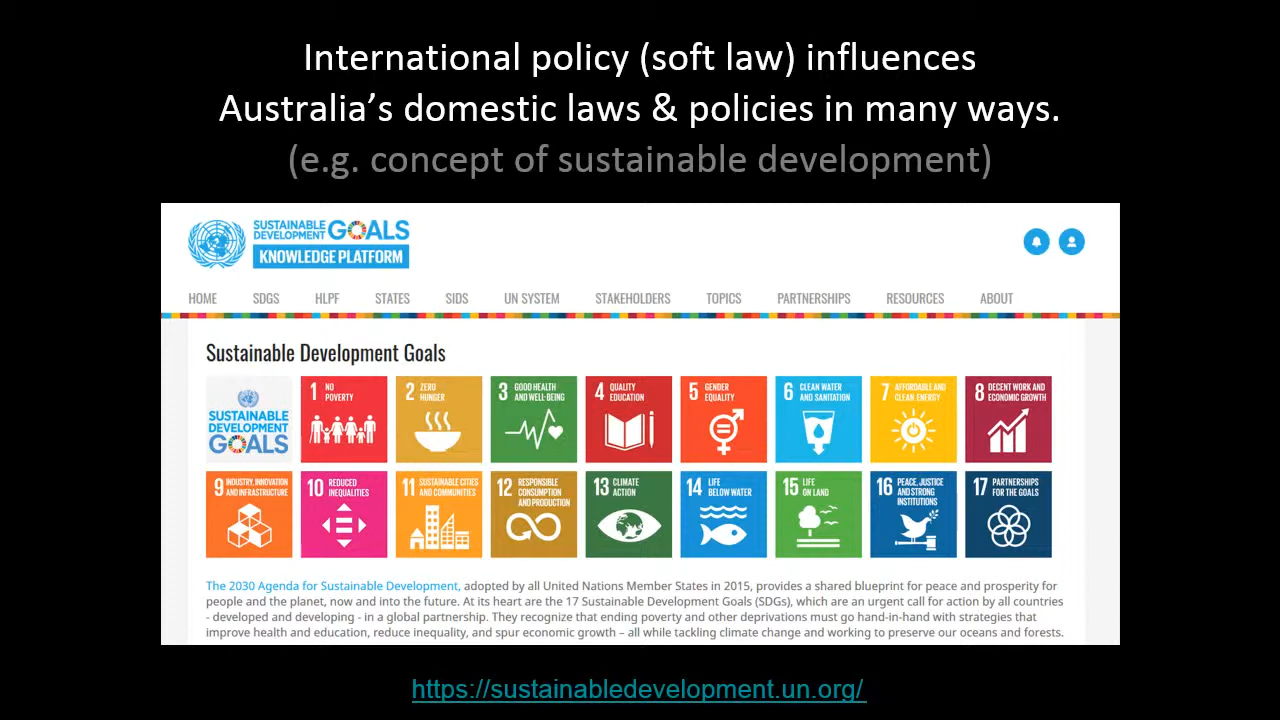 International policy (soft law) influences
Australia’s domestic laws & policies in many ways.
(e.g. concept of sustainable development)
SUSTAINABLE
DEVELOPMENT GOALS
KNOWLEDGE PLATFORM
HOME SDGS HLPF STATES SIDS UN SYSTEM STAKEHOLDERS TOPICS PARTNERSHIPS RESOURCES ABOUT
Sustainable Development Goals
SUSTAINABLE
DEVELOPMENT
GOALS
1 NO
POVERTY
2 ZERO
HUNGER
3 GOOD HEALTH
AND WELL-BEING
4 QUALITY
EDUCATION
5 GENDER
EQUALITY
6 CLEAN WATER
AND SANITATION
7 AFFORDABLE AND
CLEAN ENERGY
8 DECENT WORK AND
ECONOMIC GROWTH
9 INDUSTRY, INNOVATION
AND INFRASTRUCTURE
10 REDUCED
INEQUALITIES
11 SUSTAINABLE CITIES
AND COMMUNITIES
12 RESPONSIBLE
CONSUMPTION
AND PRODUCTION
13 CLIMATE
ACTION
14 LIFE
BELOW WATER
15 LIFE
ON LAND
16 PEACE, JUSTICE
AND STRONG
INSTITUTIONS
17 PARTNERSHIPS
FOR THE GOALS
The 2030 Agenda for Sustainable Development, adopted by all United Nations Member States in 2015, provides a shared blueprint for peace and prosperity for
people and the planet, now and into the future. At its heart are the 17 Sustainable Development Goals (SDGs), which are an urgent call for action by all countries
- developed and developing - in a global partnership. They recognize that ending poverty and other deprivations must go hand-in-hand with strategies that
improve health and education, reduce inequality, and spur economic growth – all while tackling climate change and working to preserve our oceans and forests.
https://sustainabledevelopment.un.org/